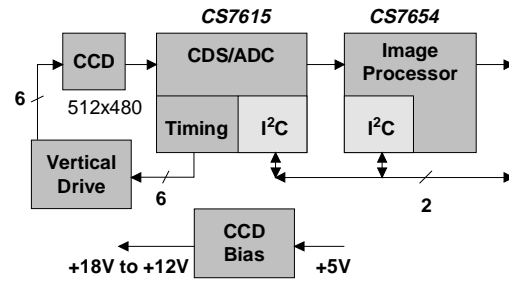 CS7615
CS7654
CCD
CDS/ADC
Image
Processor
6
512x480
Timing
I²C
I²C
Vertical
Drive
6
2
CCD
Bias
+18V to +12V
+5V